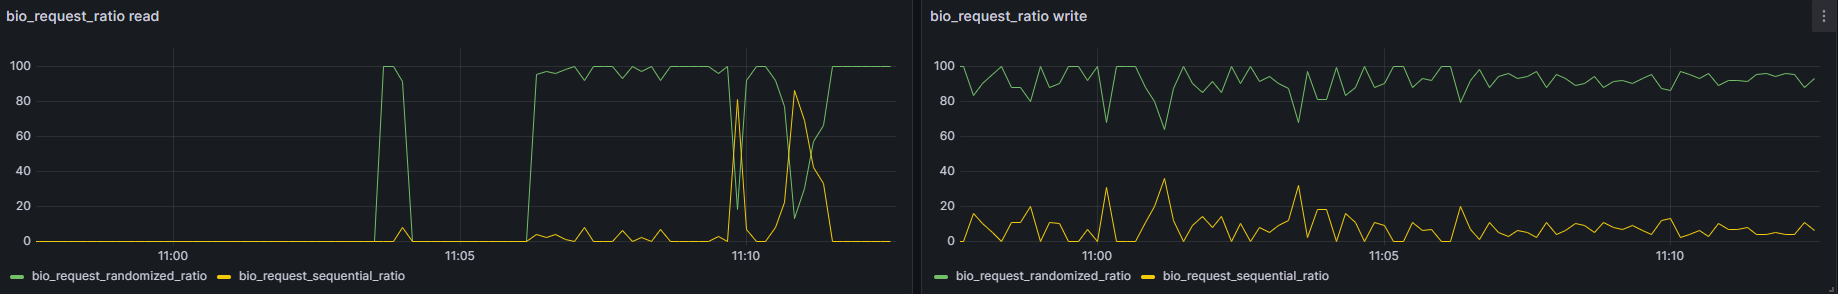 bio_request_ratio read
100
80
60
40
20
0
11:00 11:05 11:10
bio_request_randomized_ratio bio_request_sequential_ratio
bio_request_ratio write
100
80
60
40
20
0
11:00 11:05 11:10
bio_request_randomized_ratio bio_request_sequential_ratio